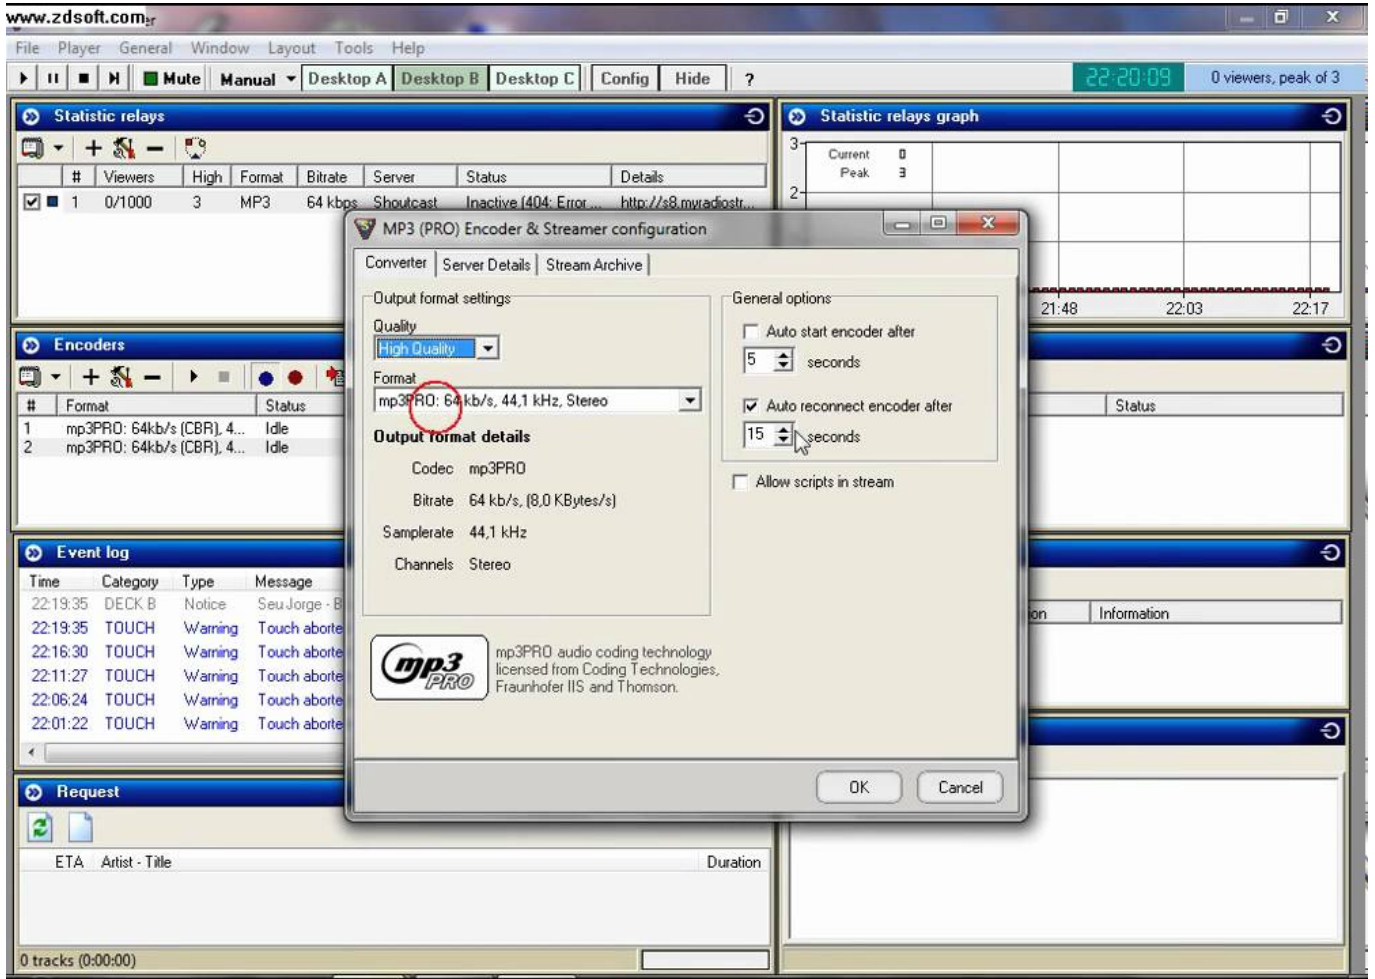 www.zdsoft.com
File Player General Window Layout Tools Help
Mute Manual Desktop A Desktop B Desktop C Config Hide ? 22:20:09 0 viewers, peak of 3
Statistic relays
# Viewers High Format Bitrate Server Status Details
1 0/1000 3 MP3 64 kbps Shoutcast Inactive (404: Error ... http://s8.myradiostr...
Statistic relays graph
3
Current 0
Peak 3
2
21:48 22:03 22:17
MP3 (PRO) Encoder & Streamer configuration
Converter Server Details Stream Archive
Output format settings
Quality
High Quality
Format
mp3PRO: 64 kb/s, 44,1 kHz, Stereo
Output format details
Codec mp3PRO
Bitrate 64 kb/s, (8,0 KBytes/s)
Samplerate 44,1 kHz
Channels Stereo
General options
Auto start encoder after
5 seconds
Auto reconnect encoder after
15 seconds
Allow scripts in stream
mp3 PRO
mp3PRO audio coding technology
licensed from Coding Technologies,
Fraunhofer IIS and Thomson.
OK Cancel
Encoders
# Format Status
1 mp3PRO: 64kb/s (CBR), 4... Idle
2 mp3PRO: 64kb/s (CBR), 4... Idle
Status
Event log
Time Category Type Message
22:19:35 DECK B Notice Seu Jorge - B
22:19:35 TOUCH Warning Touch aborte
22:16:30 TOUCH Warning Touch aborte
22:11:27 TOUCH Warning Touch aborte
22:06:24 TOUCH Warning Touch aborte
22:01:22 TOUCH Warning Touch aborte
ion Information
Request
ETA Artist - Title Duration
0 tracks (0:00:00)